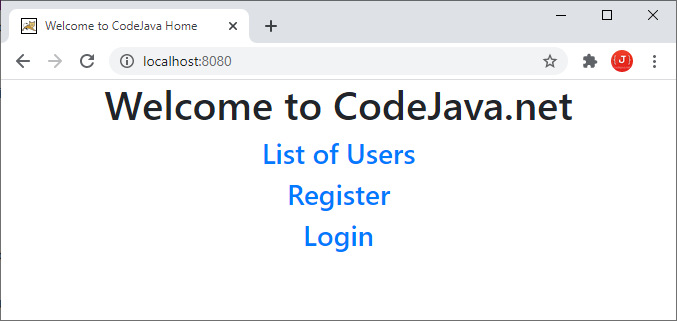 Welcome to CodeJava Home
localhost:8080
J
Welcome to CodeJava.net
List of Users
Register
Login